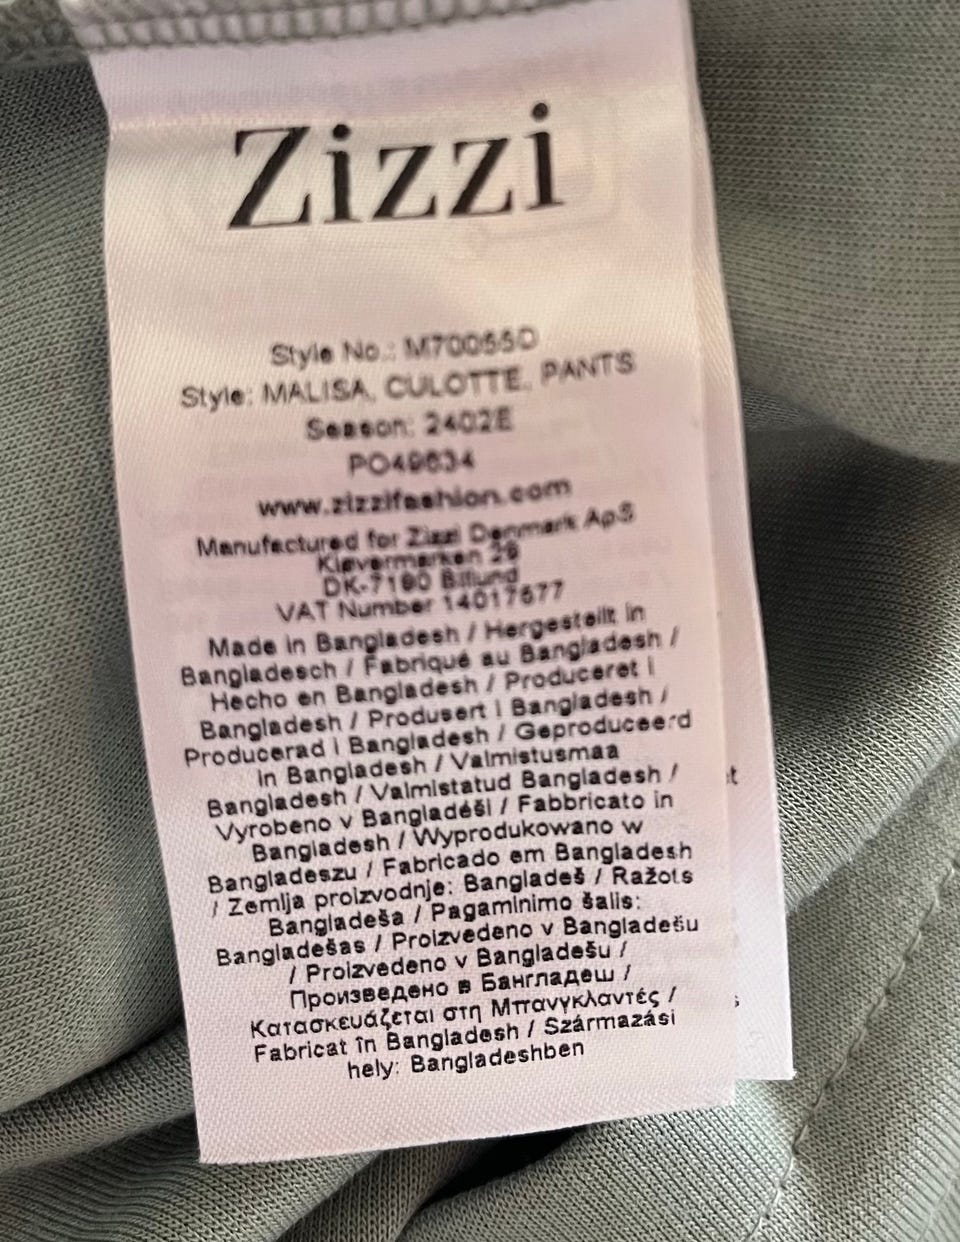 Zizzi
Style No.: M70055D
Style: MALISA, CULOTTE, PANTS
Season: 2402E
PO49634
www.zizzifashion.com
Manufactured for Zizzi Denmark ApS
Kløvermarken 29
DK-7190 Billund
VAT Number 14017677
Made in Bangladesh / Hergestellt in
Bangladesch / Fabriqué au Bangladesh /
Hecho en Bangladesh / Produceret i
Bangladesh / Produsert i Bangladesh /
Producerad i Bangladesh / Geproduceerd
in Bangladesh / Valmistusmaa
Bangladesh / Valmistatud Bangladesh /
Vyrobeno v Bangladéši / Fabbricato in
Bangladesh / Wyprodukowano w
Bangladeszu / Fabricado em Bangladesh
/ Zemlja proizvodnje: Bangladeš / Ražots
Bangladeša / Pagaminimo šalis:
Bangladešas / Proizvedeno v Bangladešu
/ Proizvedeno v Bangladešu /
Произведено в Бангладеш /
Κατασκευάζεται στη Μπανγκλαντές /
Fabricat în Bangladesh / Származási
hely: Bangladeshben